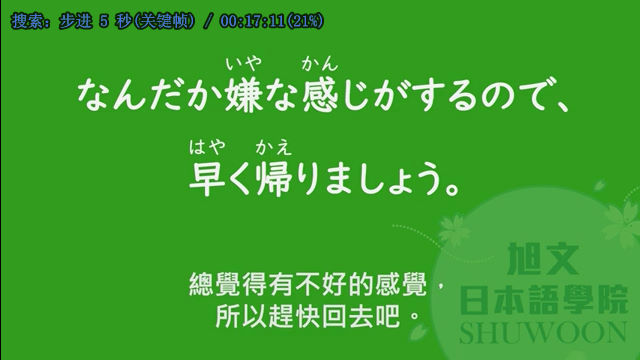 搜索: 步进 5 秒(关键帧) / 00:17:11(21%)
いや かん
なんだか嫌な感じがするので、
はや かえ
早く帰りましょう。
總覺得有不好的感覺，
所以趕快回去吧。
旭文
日本語學院
SHUWOON